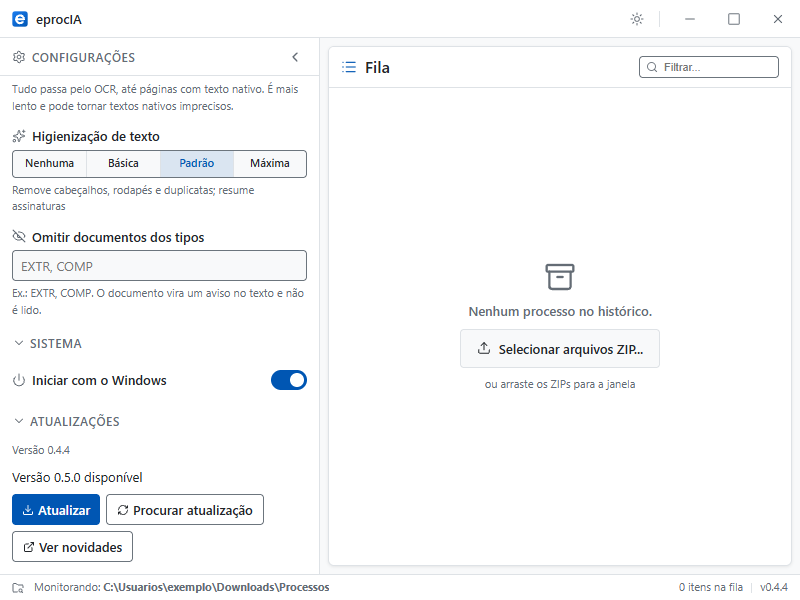 eprocIA
CONFIGURAÇÕES
Tudo passa pelo OCR, até páginas com texto nativo. É mais
lento e pode tornar textos nativos imprecisos.
Higienização de texto
Nenhuma Básica Padrão Máxima
Remove cabeçalhos, rodapés e duplicatas; resume
assinaturas
Omitir documentos dos tipos
EXTR, COMP
Ex.: EXTR, COMP. O documento vira um aviso no texto e não
é lido.
SISTEMA
Iniciar com o Windows
ATUALIZAÇÕES
Versão 0.4.4
Versão 0.5.0 disponível
Atualizar Procurar atualização
Ver novidades
Fila
Filtrar...
Nenhum processo no histórico.
Selecionar arquivos ZIP...
ou arraste os ZIPs para a janela
Monitorando: C:\Usuarios\exemplo\Downloads\Processos
0 itens na fila v0.4.4